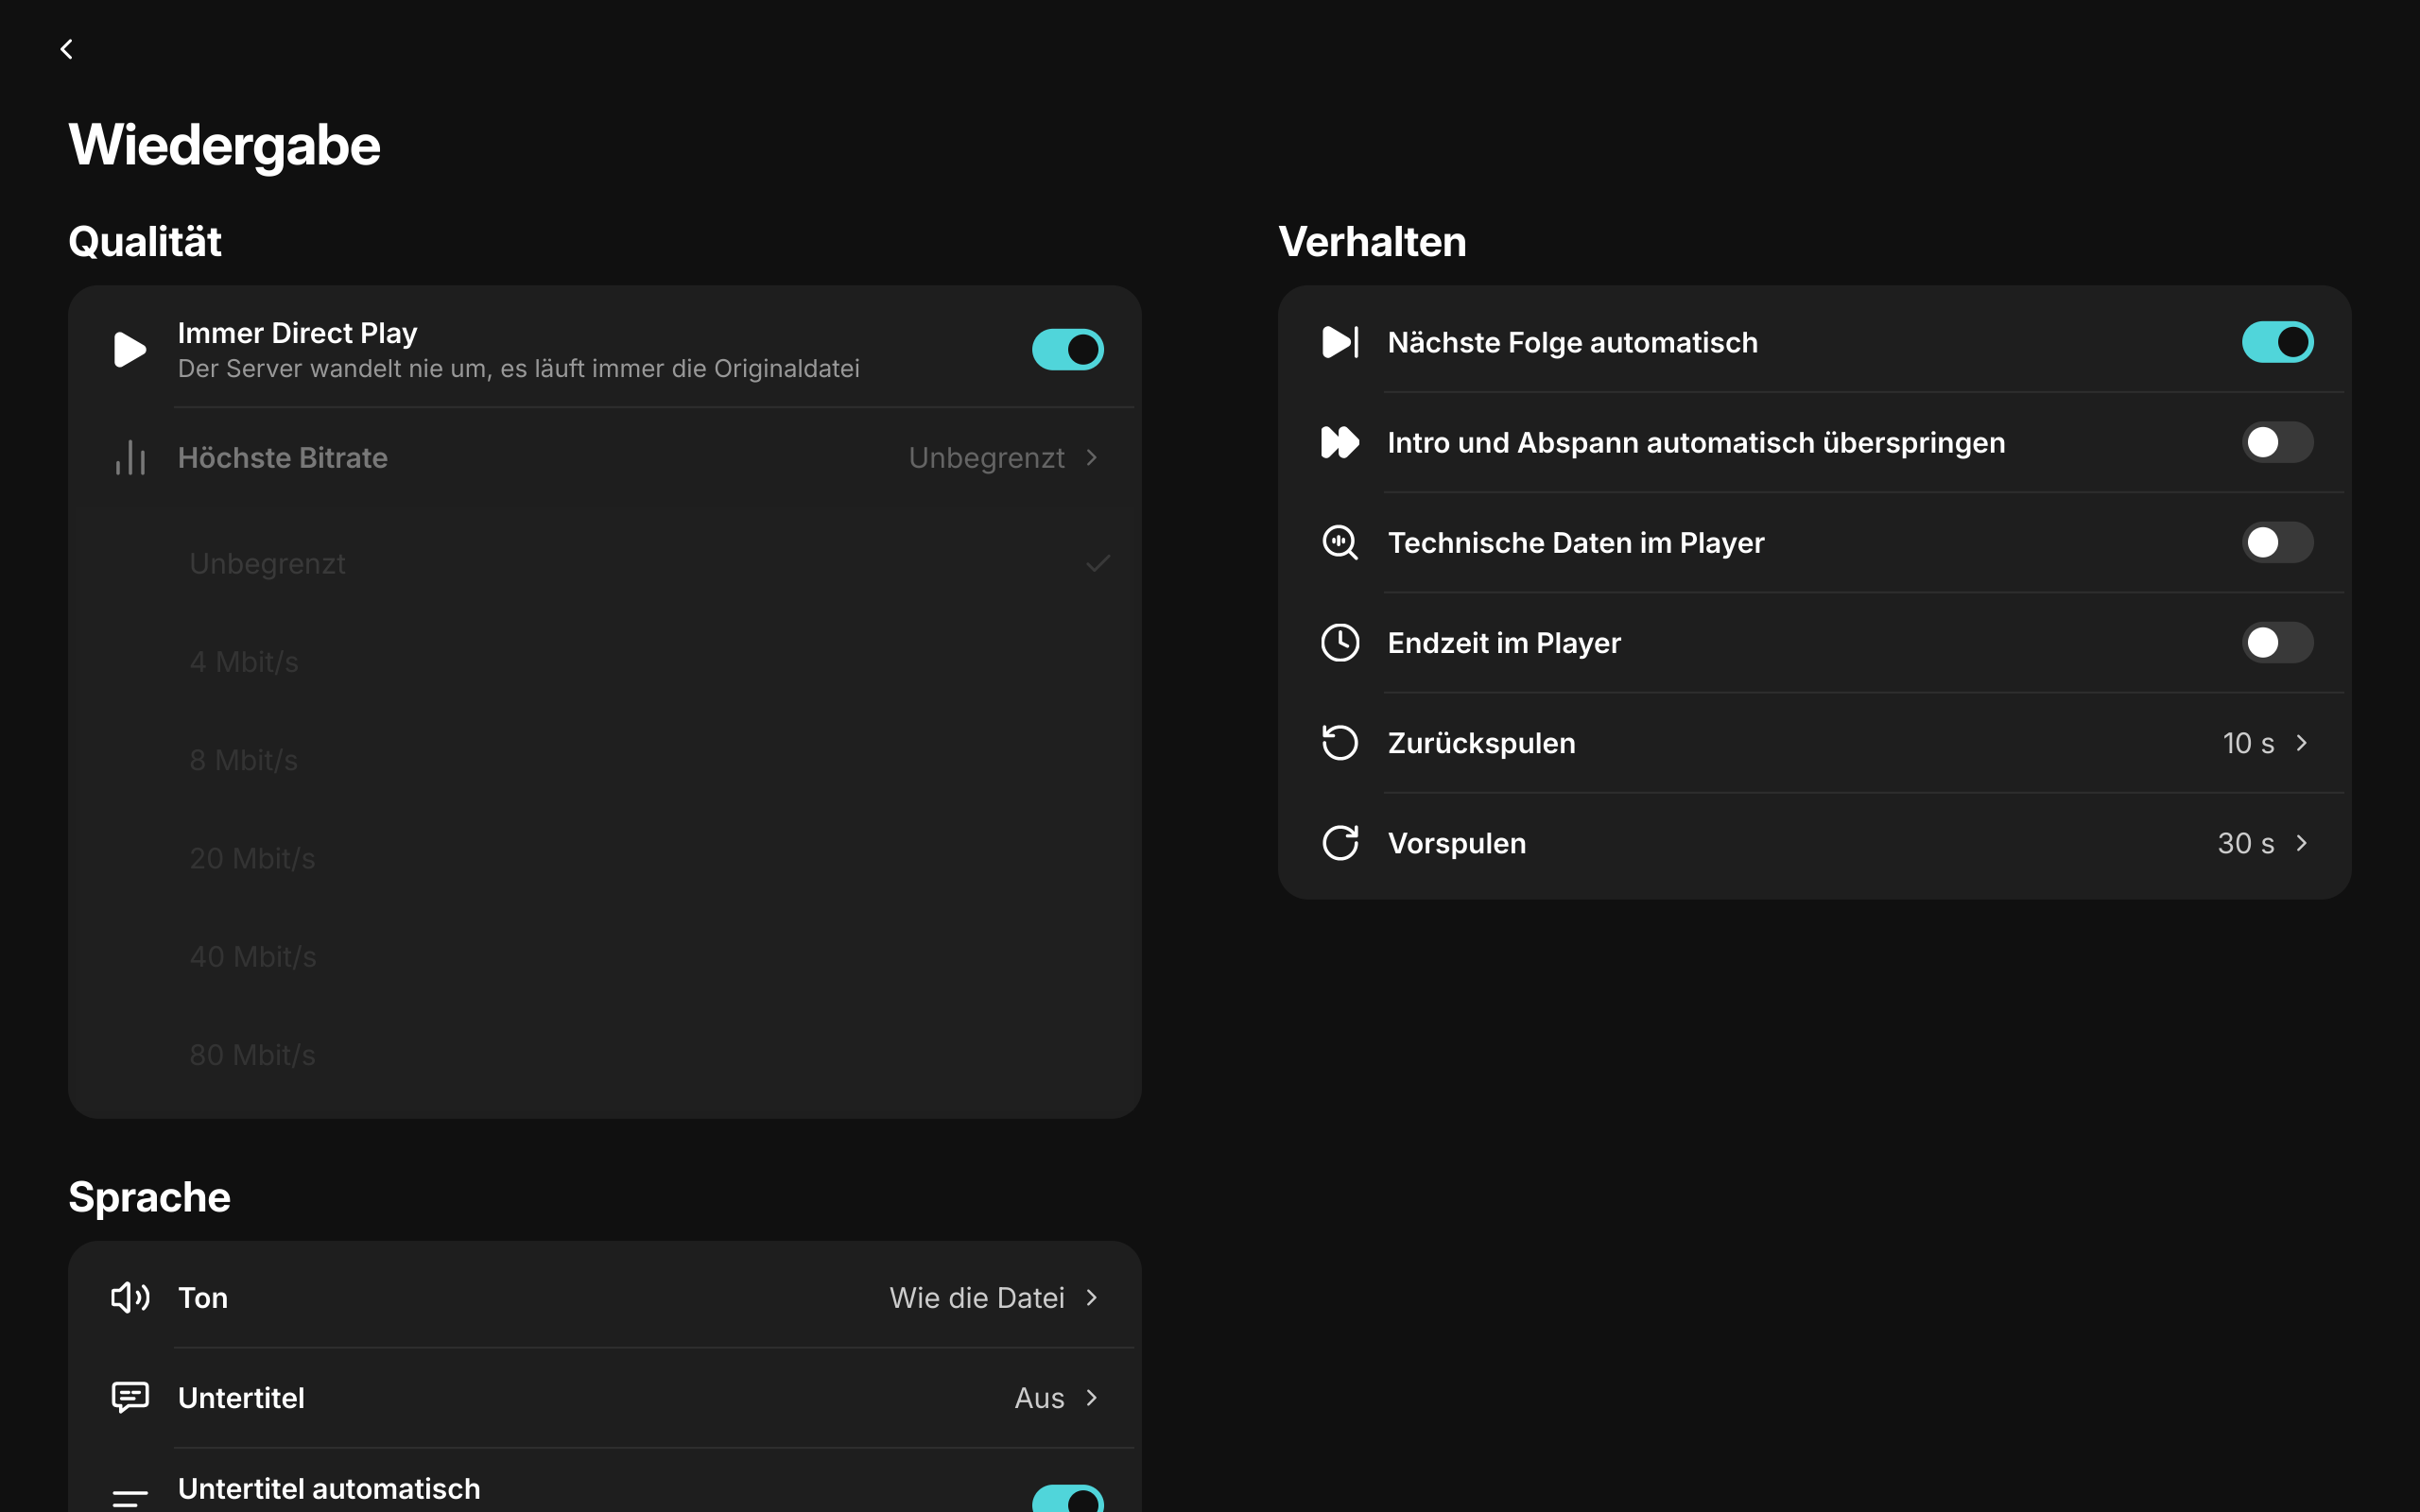 Wiedergabe
Qualität
Immer Direct Play
Der Server wandelt nie um, es läuft immer die Originaldatei
Höchste Bitrate
Unbegrenzt
Unbegrenzt
4 Mbit/s
8 Mbit/s
20 Mbit/s
40 Mbit/s
80 Mbit/s
Sprache
Ton
Wie die Datei
Untertitel
Aus
Untertitel automatisch
Verhalten
Nächste Folge automatisch
Intro und Abspann automatisch überspringen
Technische Daten im Player
Endzeit im Player
Zurückspulen
10 s
Vorspulen
30 s